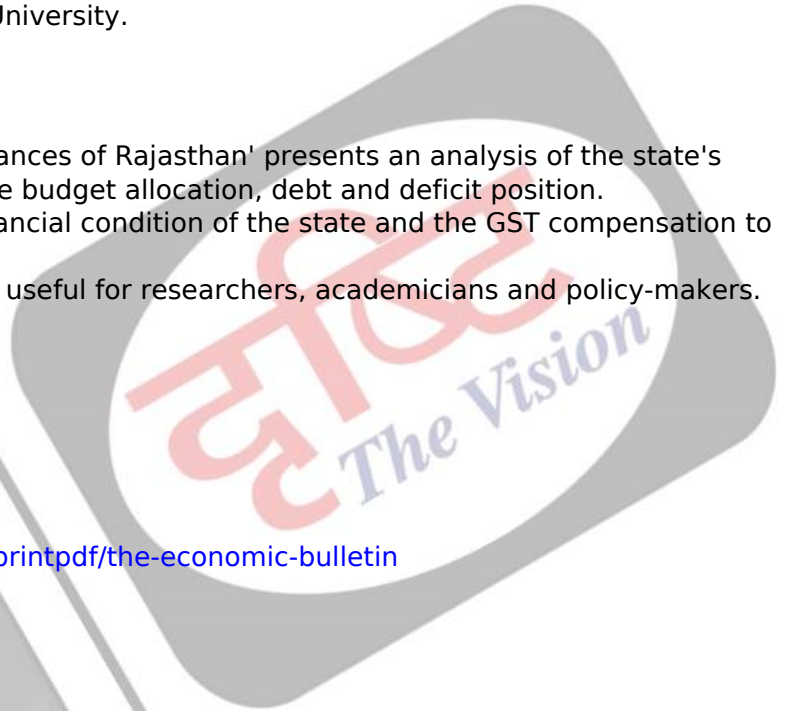 University.
ances of Rajasthan' presents an analysis of the state's
e budget allocation, debt and deficit position.
ancial condition of the state and the GST compensation to
useful for researchers, academicians and policy-makers.
दृष्टि
The Vision
printpdf/the-economic-bulletin